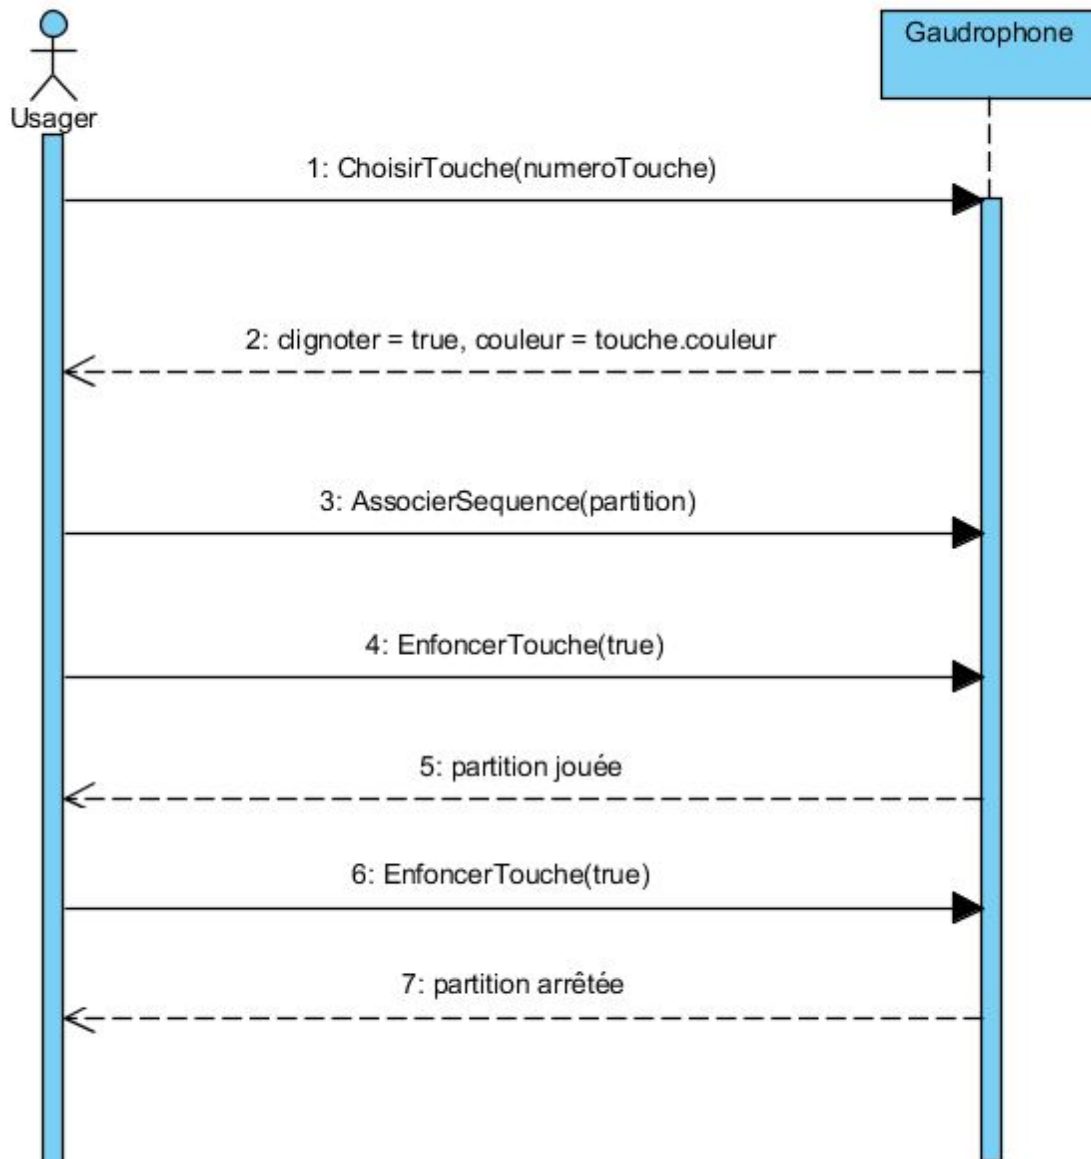 Gaudrophone
Usager
1: ChoisirTouche(numeroTouche)
2: clignoter = true, couleur = touche.couleur
3: AssocierSequence(partition)
4: EnfoncerTouche(true)
5: partition jouée
6: EnfoncerTouche(true)
7: partition arrêtée